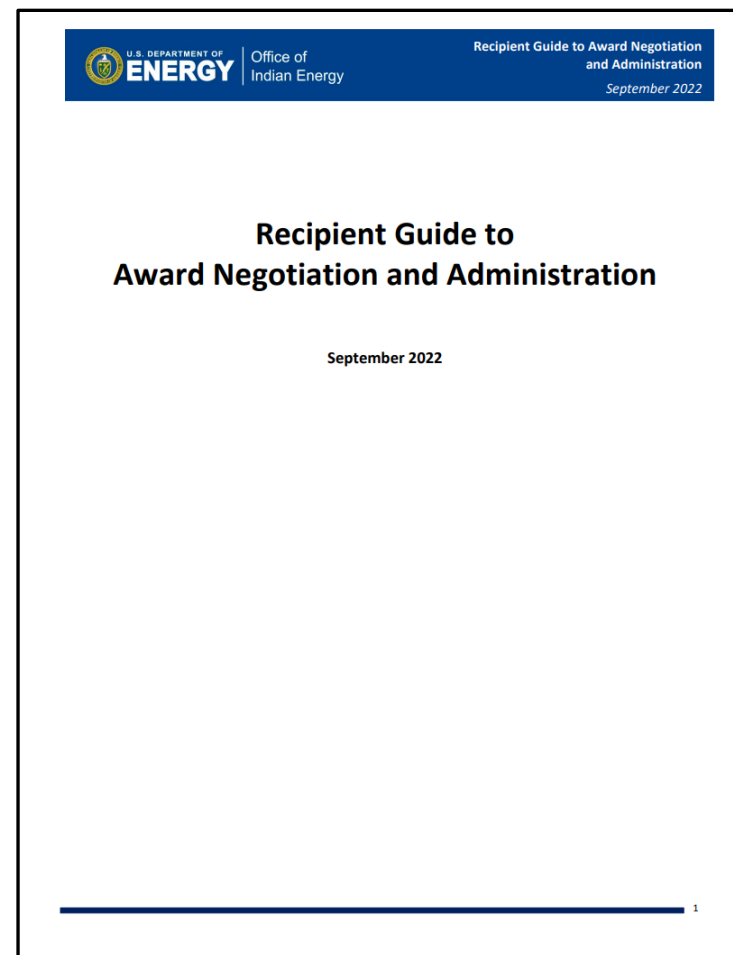 U.S. DEPARTMENT OF
ENERGY
Office of
Indian Energy
Recipient Guide to Award Negotiation
and Administration
September 2022
Recipient Guide to
Award Negotiation and Administration
September 2022
1